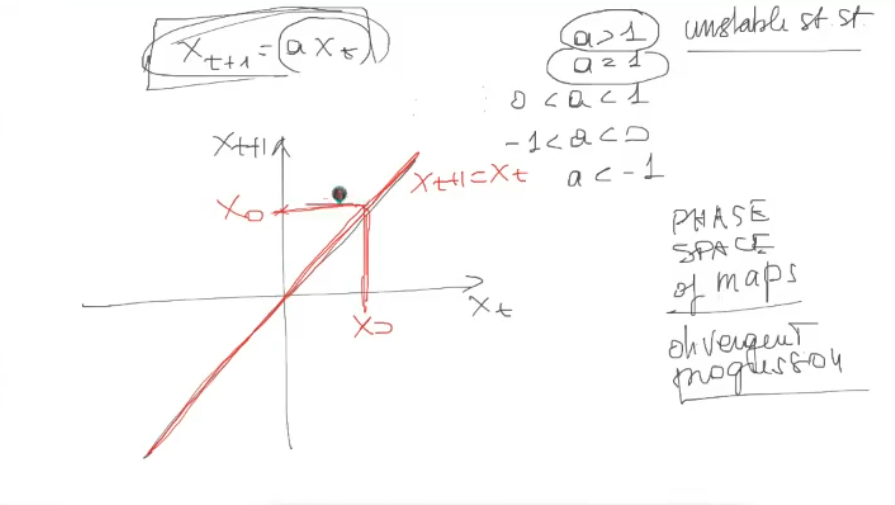 x_{t+1} = (a x_t)
a > 1
unstable st. st.
a = 1
0 < a < 1
-1 < a < 0
a < -1
x_{t+1}
x_{t+1} = x_t
x_0
x_t
x_0
PHASE
SPACE
of maps
divergent
progression